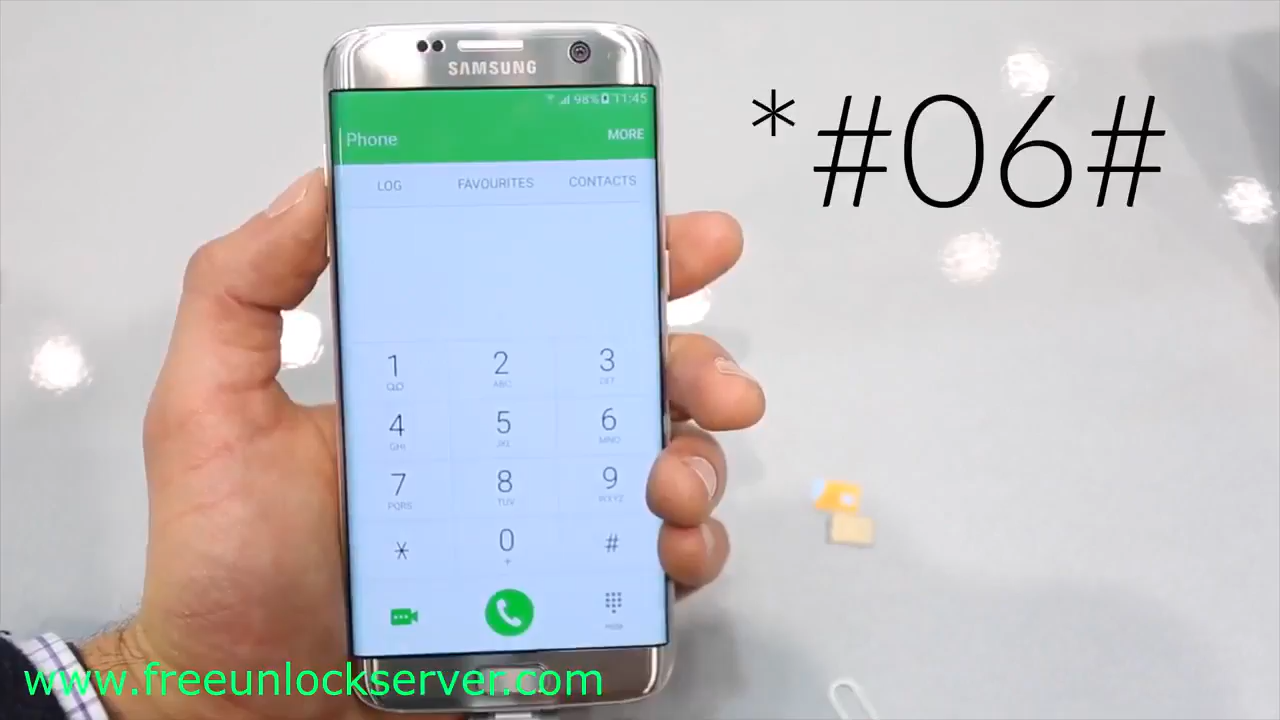 SAMSUNG
98% 11:45
Phone
MORE
*#06#
LOG
FAVOURITES
CONTACTS
1
2
ABC
3
DEF
4
GHI
5
JKL
6
MNO
7
PQRS
8
TUV
9
WXYZ
*
0
+
#
www.freeunlockserver.com